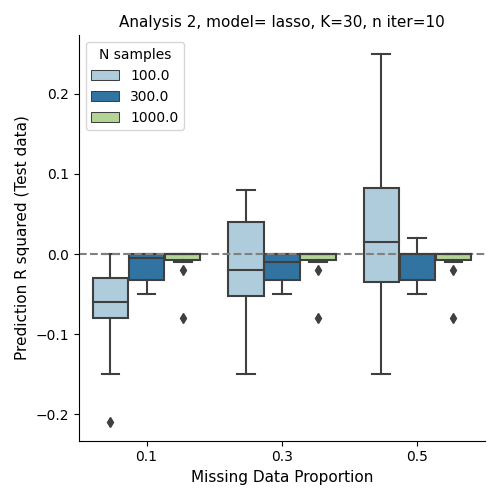 Analysis 2, model= lasso, K=30, n iter=10
N samples
100.0
300.0
1000.0
Prediction R squared (Test data)
0.2
0.1
0.0
−0.1
−0.2
0.1
0.3
0.5
Missing Data Proportion